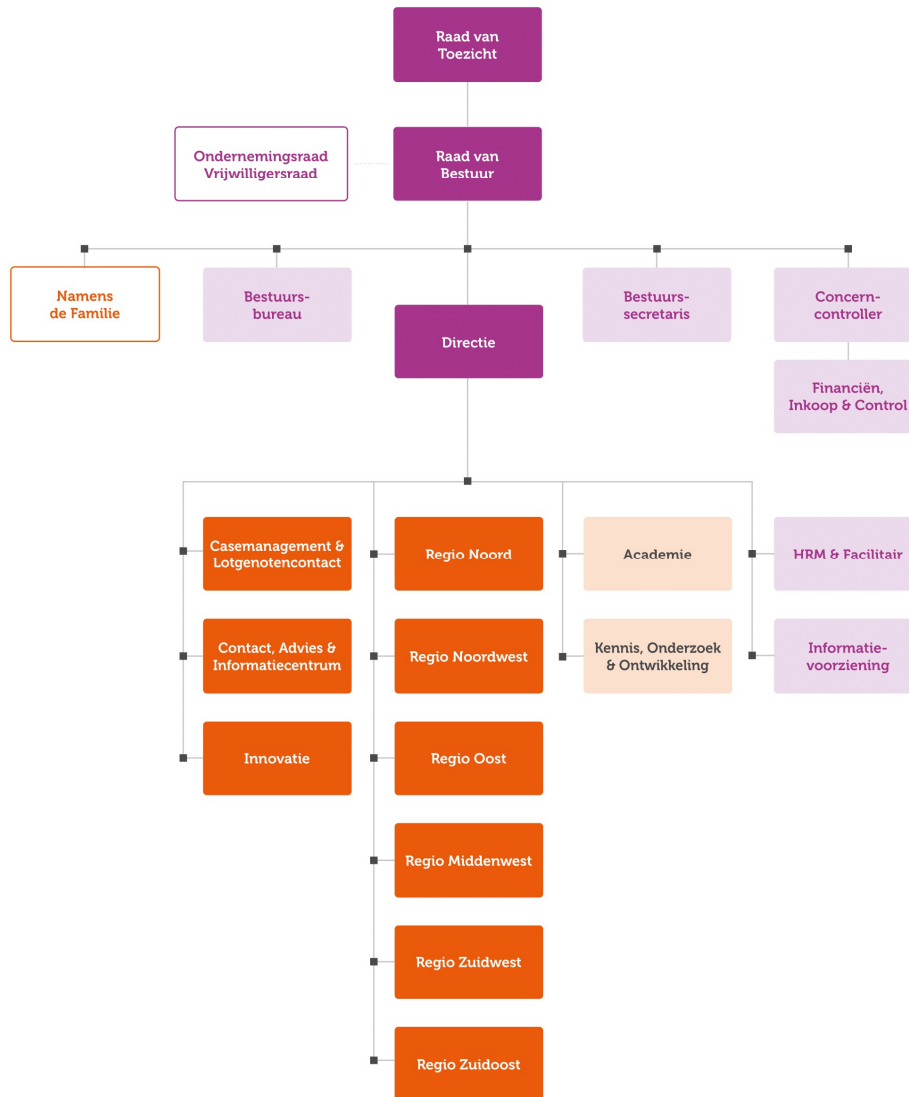 Raad van
Toezicht
Ondernemingsraad
Vrijwilligersraad
Raad van
Bestuur
Namens
de Familie
Bestuurs-
bureau
Directie
Bestuurs-
secretaris
Concern-
controller
Financiën,
Inkoop & Control
Casemanagement &
Lotgenotencontact
Regio Noord
Academie
HRM & Facilitair
Contact, Advies &
Informatiecentrum
Regio Noordwest
Kennis, Onderzoek
& Ontwikkeling
Informatie-
voorziening
Innovatie
Regio Oost
Regio Middenwest
Regio Zuidwest
Regio Zuidoost